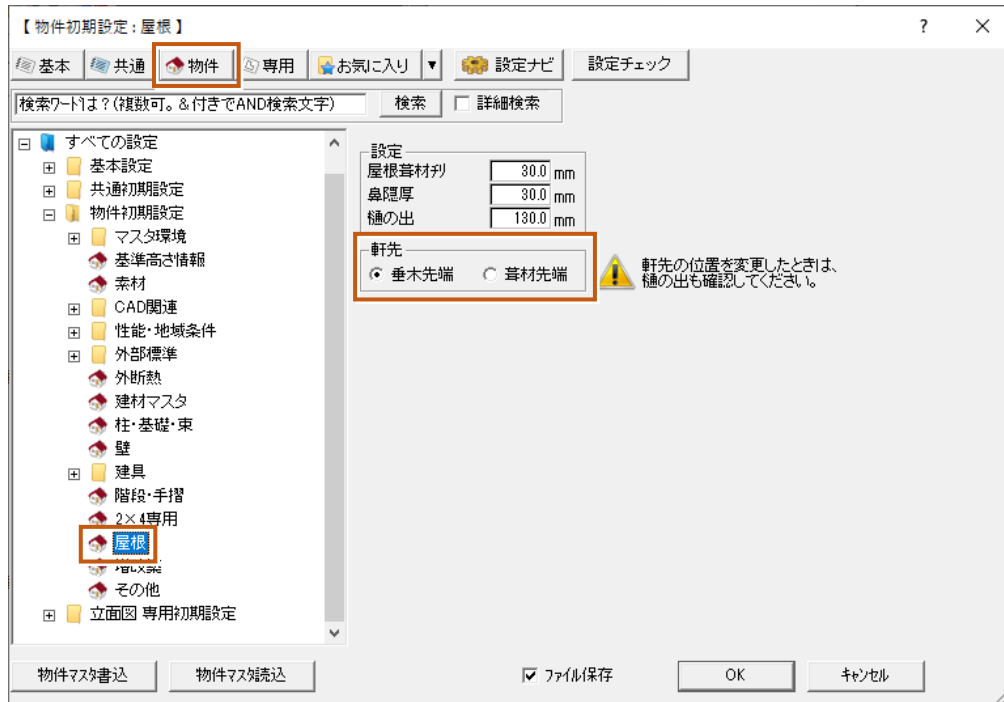 【 物件初期設定 : 屋根 】
? ×
基本 共通 物件 専用 お気に入り ▼ 設定ナビ 設定チェック
検索ワードは？(複数可。＆付きでAND検索文字) 検索 詳細検索
すべての設定
基本設定
共通初期設定
物件初期設定
マスタ環境
基準高さ情報
素材
CAD関連
性能・地域条件
外部標準
外断熱
建材マスタ
柱・基礎・束
壁
建具
階段・手摺
2×4専用
屋根
その他
立面図 専用初期設定
設定
屋根葺材チリ 30.0 mm
鼻隠厚 30.0 mm
樋の出 130.0 mm
軒先
垂木先端 葺材先端
軒先の位置を変更したときは、
樋の出も確認してください。
物件マスタ書込 物件マスタ読込 ファイル保存 OK キャンセル